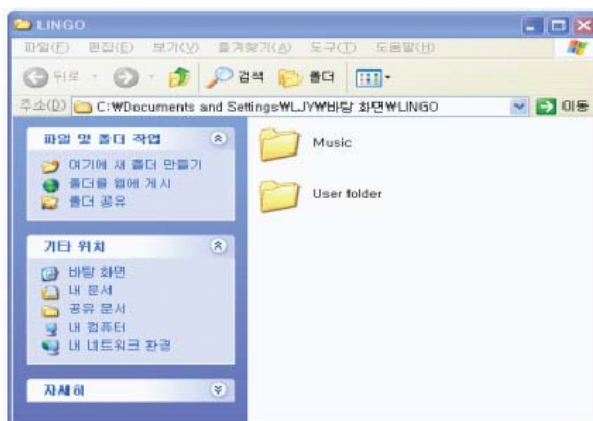 LINGO
파일(F) 편집(E) 보기(V) 즐겨찾기(A) 도구(T) 도움말(H)
뒤로 검색 폴더
주소(D) C:₩Documents and Settings₩LJY₩바탕 화면₩LINGO 이동
파일 및 폴더 작업
여기에 새 폴더 만들기
폴더를 웹에 게시
폴더 공유
기타 위치
바탕 화면
내 문서
공유 문서
내 컴퓨터
내 네트워크 환경
자세히
Music
User folder